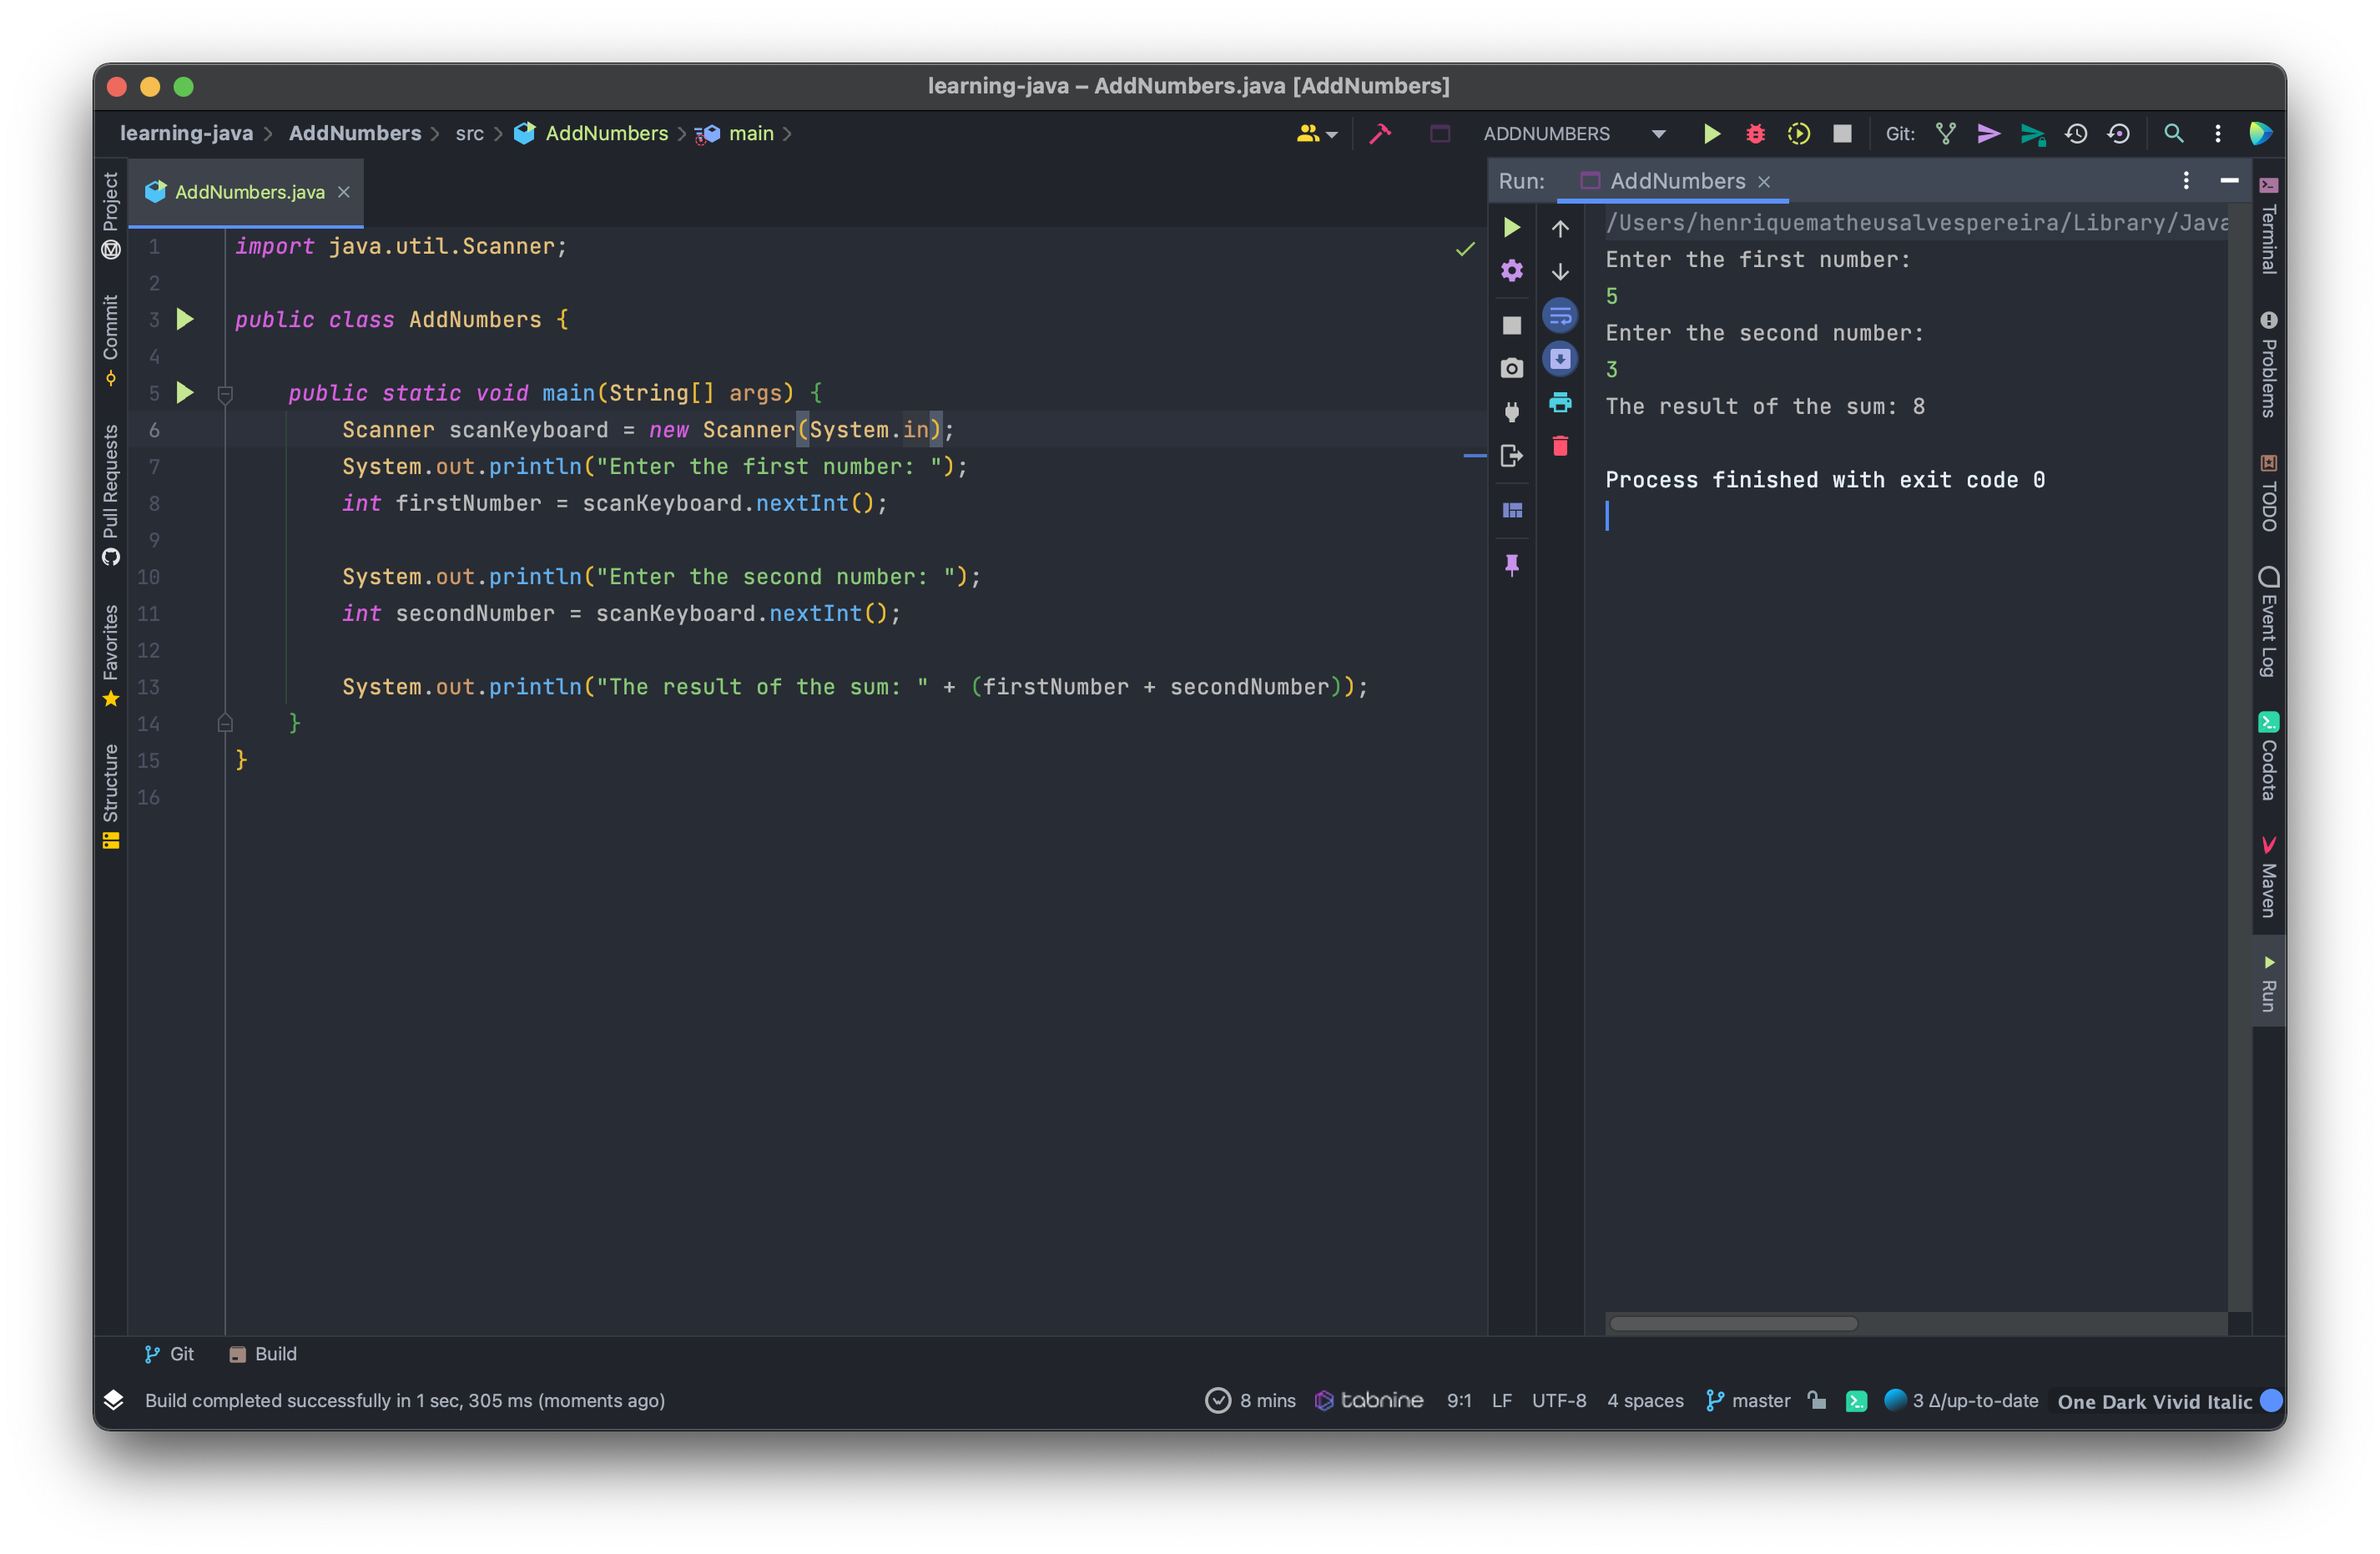 learning-java – AddNumbers.java [AddNumbers]
learning-java AddNumbers src AddNumbers main ADDNUMBERS Git:
Project
Commit
Pull Requests
Favorites
Structure
AddNumbers.java
1 import java.util.Scanner;
2
3 public class AddNumbers {
4
5 public static void main(String[] args) {
6 Scanner scanKeyboard = new Scanner(System.in);
7 System.out.println("Enter the first number: ");
8 int firstNumber = scanKeyboard.nextInt();
9
10 System.out.println("Enter the second number: ");
11 int secondNumber = scanKeyboard.nextInt();
12
13 System.out.println("The result of the sum: " + (firstNumber + secondNumber));
14 }
15 }
16
Run: AddNumbers
/Users/henriquematheusalvespereira/Library/Java
Enter the first number:
5
Enter the second number:
3
The result of the sum: 8
Process finished with exit code 0
Terminal
Problems
TODO
Event Log
Codota
Maven
Run
Git Build
Build completed successfully in 1 sec, 305 ms (moments ago) 8 mins tabnine 9:1 LF UTF-8 4 spaces master 3 Δ/up-to-date One Dark Vivid Italic